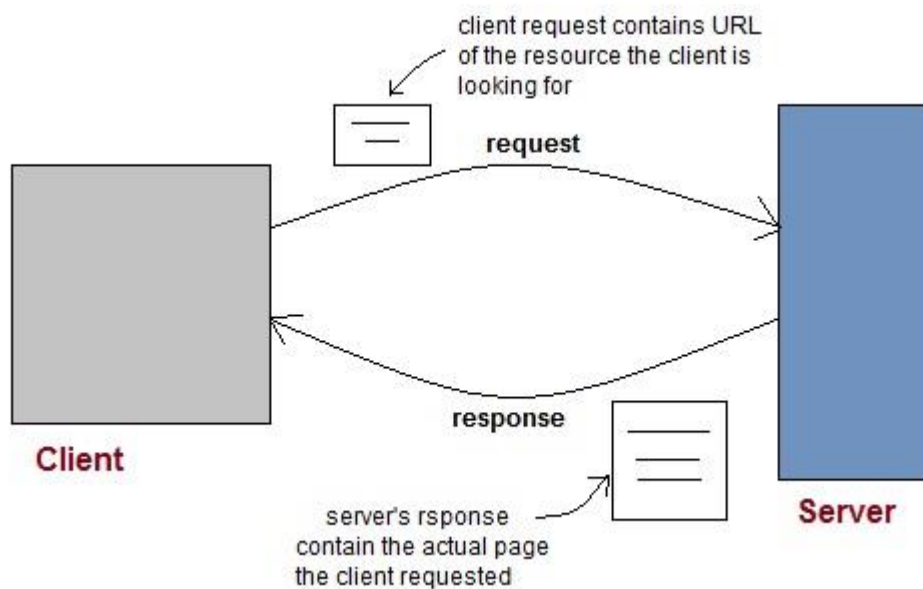 client request contains URL
of the resource the client is
looking for
request
response
Client
Server
server's rsponse
contain the actual page
the client requested